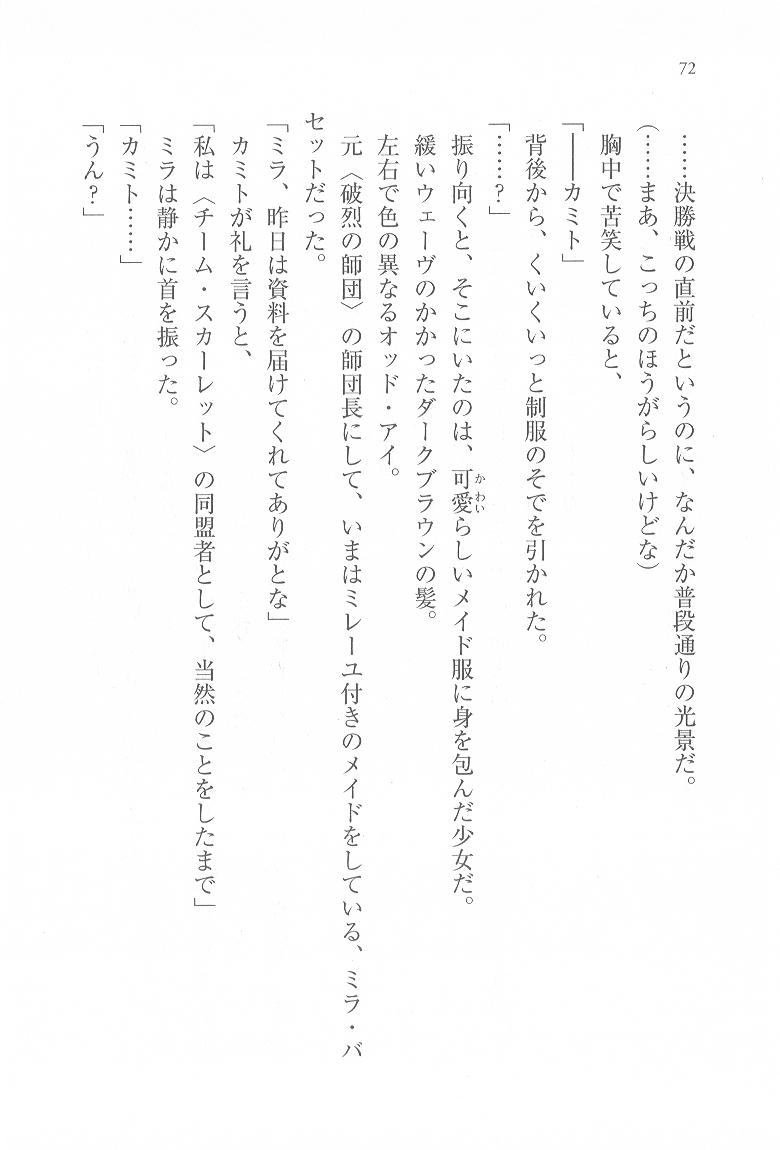 72
……決勝戦の直前だというのに、なんだか普段通りの光景だ。
(……まあ、こっちのほうがらしいけどな)
胸中で苦笑していると、
「――カミト」
背後から、くいくいっと制服のそでを引かれた。
「……?」
振り向くと、そこにいたのは、可愛らしいメイド服に身を包んだ少女だ。
かわい
緩いウェーヴのかかったダークブラウンの髪。
左右で色の異なるオッド・アイ。
元〈破烈の師団〉の師団長にして、いまはミレーユ付きのメイドをしている、ミラ・バ
セットだった。
「ミラ、昨日は資料を届けてくれてありがとな」
カミトが礼を言うと、
「私は〈チーム・スカーレット〉の同盟者として、当然のことをしたまで」
ミラは静かに首を振った。
「カミト……」
「うん?」